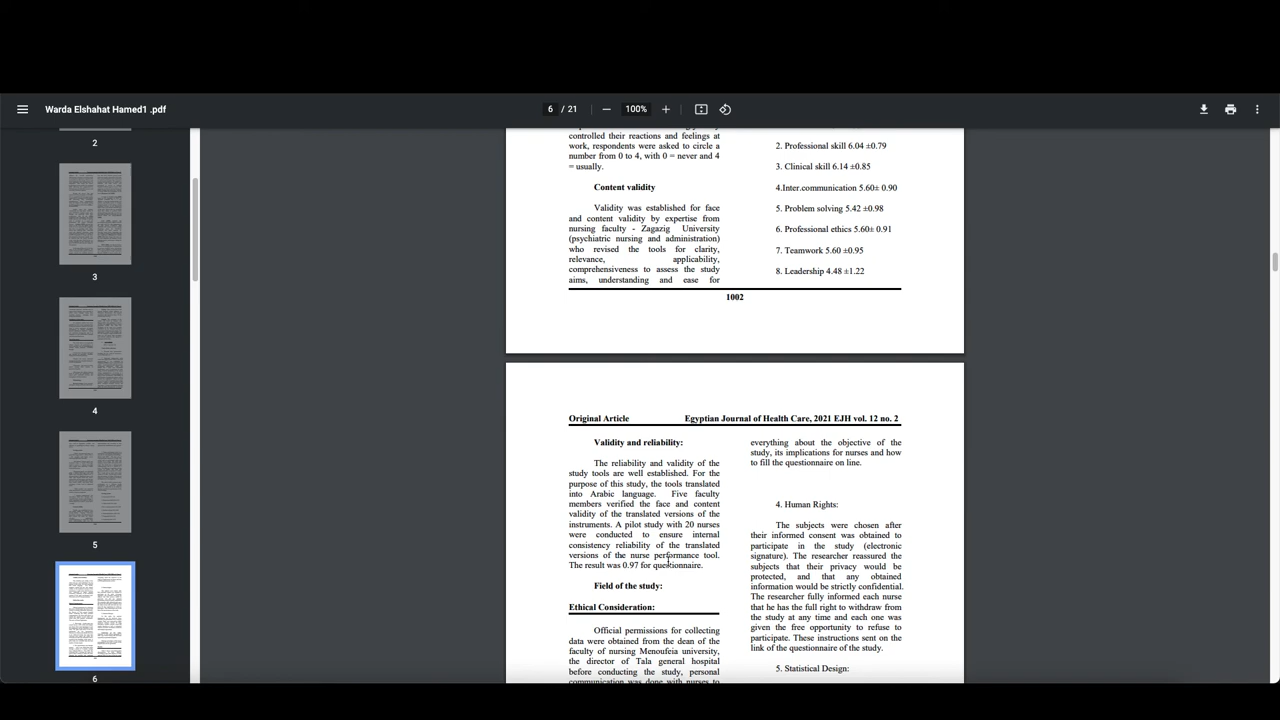 Warda Elshahat Hamed1 .pdf
6 / 21
100%
2
3
4
5
6
controlled their reactions and feelings at
work, respondents were asked to circle a
number from 0 to 4, with 0 = never and 4
= usually.
Content validity
Validity was established for face
and content validity by expertise from
nursing faculty - Zagazig University
(psychiatric nursing and administration)
who revised the tools for clarity,
relevance, applicability,
comprehensiveness to assess the study
aims, understanding and ease for
2. Professional skill 6.04 ±0.79
3. Clinical skill 6.14 ±0.85
4.Inter.communication 5.60± 0.90
5. Problem solving 5.42 ±0.98
6. Professional ethics 5.60± 0.91
7. Teamwork 5.60 ±0.95
8. Leadership 4.48 ±1.22
1002
Original Article Egyptian Journal of Health Care, 2021 EJH vol. 12 no. 2
Validity and reliability:
The reliability and validity of the
study tools are well established. For the
purpose of this study, the tools translated
into Arabic language. Five faculty
members verified the face and content
validity of the translated versions of the
instruments. A pilot study with 20 nurses
were conducted to ensure internal
consistency reliability of the translated
versions of the nurse performance tool.
The result was 0.97 for questionnaire.
Field of the study:
Ethical Consideration:
Official permissions for collecting
data were obtained from the dean of the
faculty of nursing Menoufeia university,
the director of Tala general hospital
before conducting the study, personal
communication was done with nurses to
everything about the objective of the
study, its implications for nurses and how
to fill the questionnaire on line.
4. Human Rights:
The subjects were chosen after
their informed consent was obtained to
participate in the study (electronic
signature). The researcher reassured the
subjects that their privacy would be
protected, and that any obtained
information would be strictly confidential.
The researcher fully informed each nurse
that he has the full right to withdraw from
the study at any time and each one was
given the free opportunity to refuse to
participate. These instructions sent on the
link of the questionnaire of the study.
5. Statistical Design: